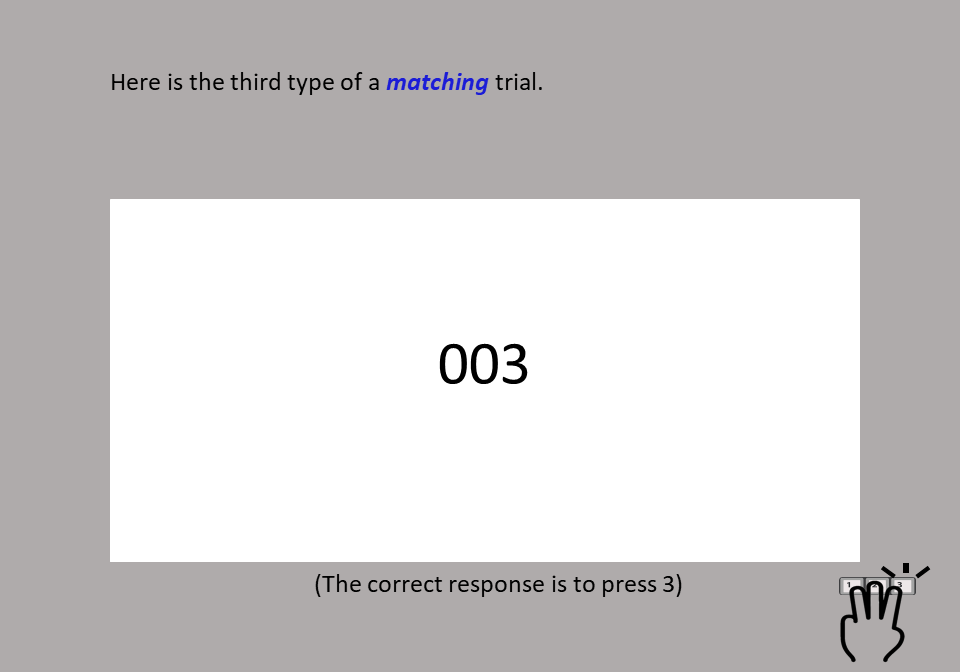 Here is the third type of a matching trial.
003
(The correct response is to press 3)
1 2 3